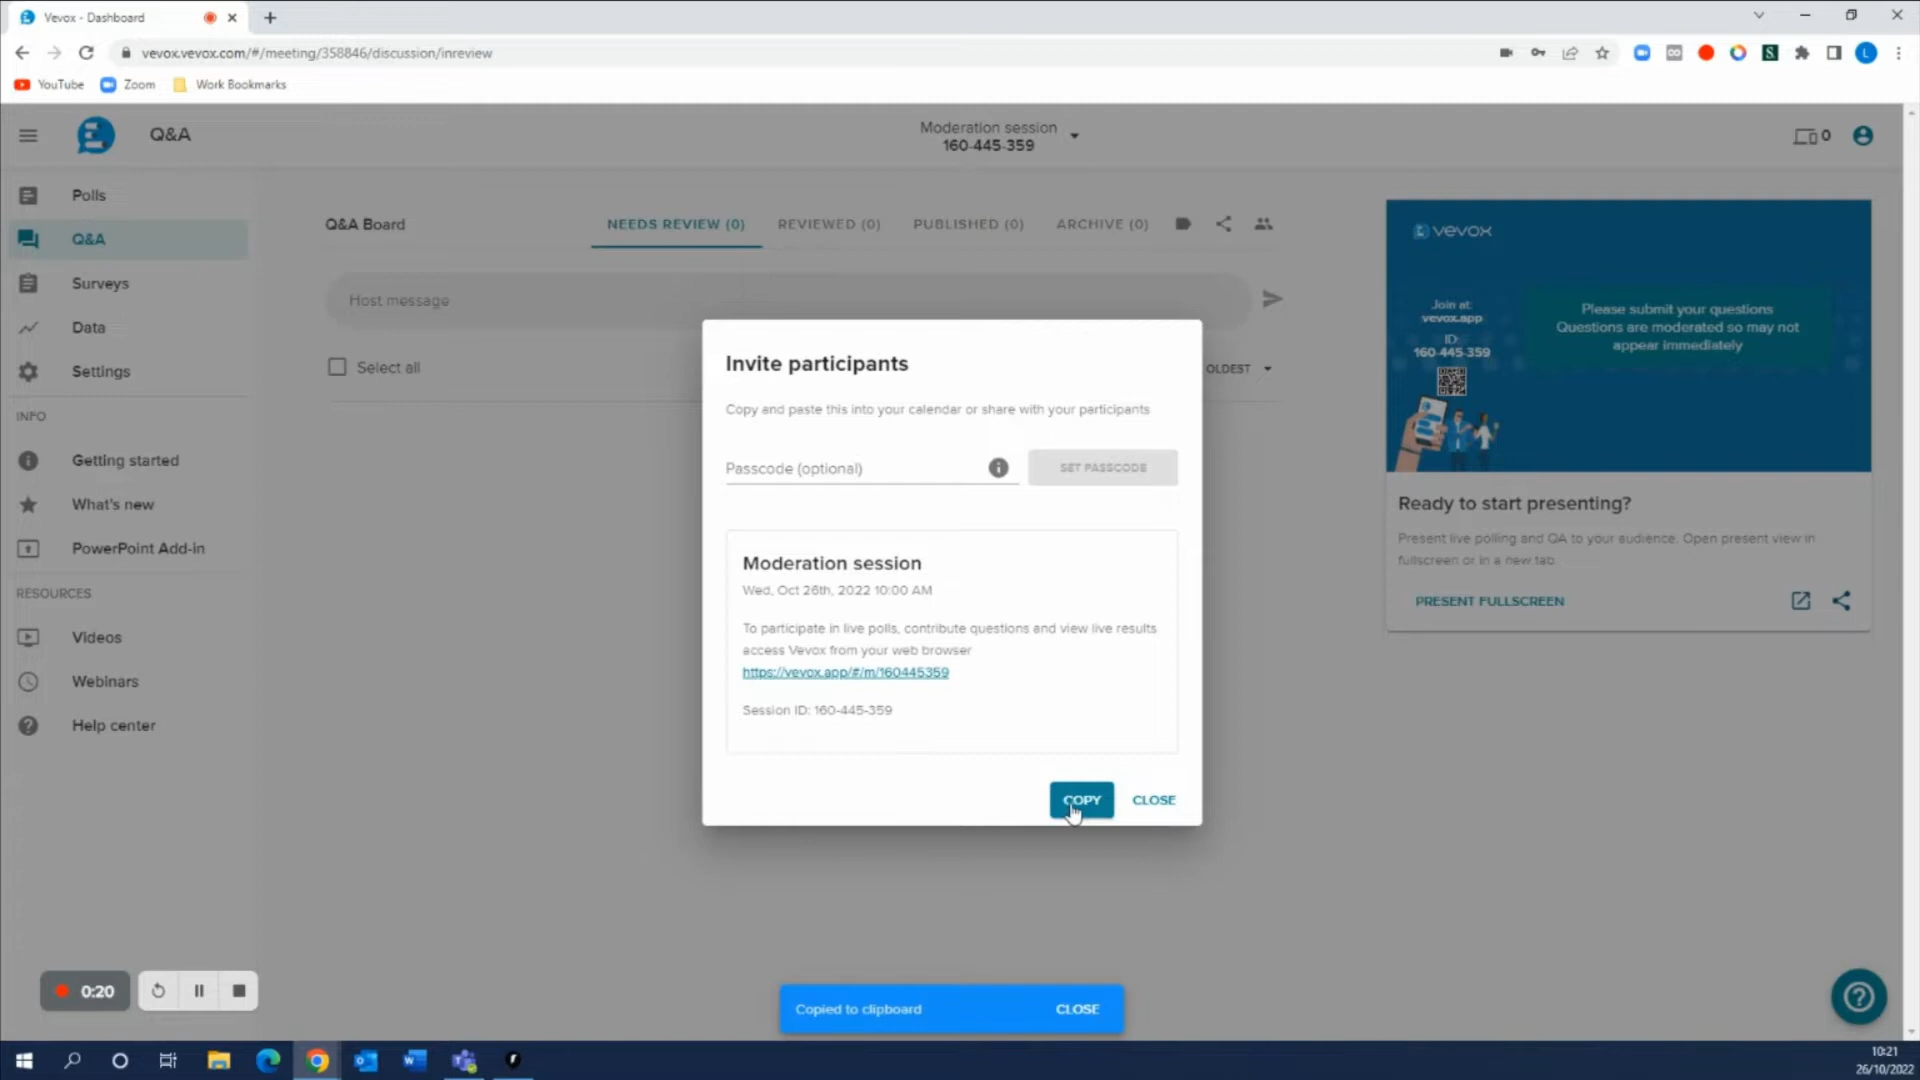 Vevox - Dashboard
vevox.vevox.com/#/meeting/358846/discussion/inreview
L
YouTube
Zoom
Work Bookmarks
Q&A
Moderation session
160-445-359
0
Polls
Q&A
Surveys
Data
Settings
INFO
Getting started
What's new
PowerPoint Add-in
RESOURCES
Videos
Webinars
Help center
Q&A Board
NEEDS REVIEW (0)
REVIEWED (0)
PUBLISHED (0)
ARCHIVE (0)
Host message
Select all
OLDEST
Invite participants
Copy and paste this into your calendar or share with your participants
Passcode (optional)
SET PASSCODE
Moderation session
Wed, Oct 26th, 2022 10:00 AM
To participate in live polls, contribute questions and view live results
access Vevox from your web browser
https://vevox.app/#/m/160445359
Session ID: 160-445-359
COPY
CLOSE
vevox
Join at:
vevox.app
ID:
160-445-359
Please submit your questions
Questions are moderated so may not
appear immediately
Ready to start presenting?
Present live polling and QA to your audience. Open present view in
fullscreen or in a new tab.
PRESENT FULLSCREEN
0:20
Copied to clipboard
CLOSE
10:21
26/10/2022